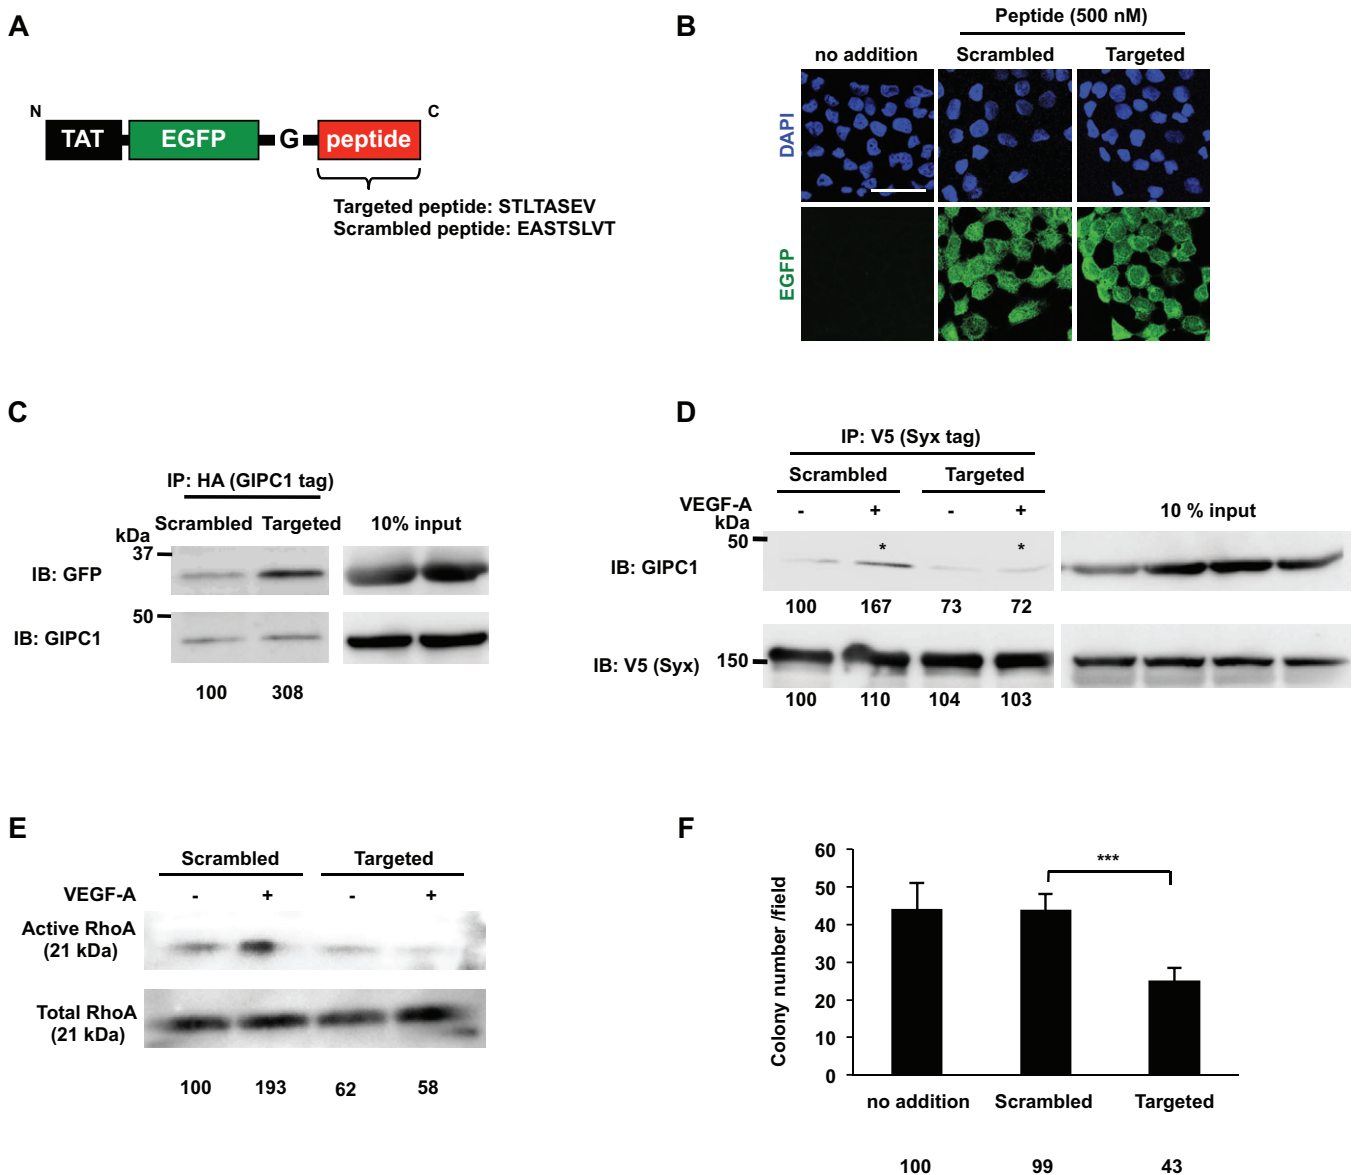 A
N
C
TAT
EGFP
G
peptide
Targeted peptide: STLTASEV
Scrambled peptide: EASTSLVT
B
Peptide (500 nM)
no addition
Scrambled
Targeted
DAPI
EGFP
C
IP: HA (GIPC1 tag)
Scrambled Targeted 10% input
kDa
37
IB: GFP
50
IB: GIPC1
100 308
D
IP: V5 (Syx tag)
Scrambled Targeted
VEGF-A - + - + 10 % input
kDa
50
* *
IB: GIPC1
100 167 73 72
IB: V5 (Syx) 150
100 110 104 103
E
Scrambled Targeted
VEGF-A - + - +
Active RhoA
(21 kDa)
Total RhoA
(21 kDa)
100 193 62 58
F
Colony number /field
60
50
40
30
20
10
0
***
no addition Scrambled Targeted
100 99 43